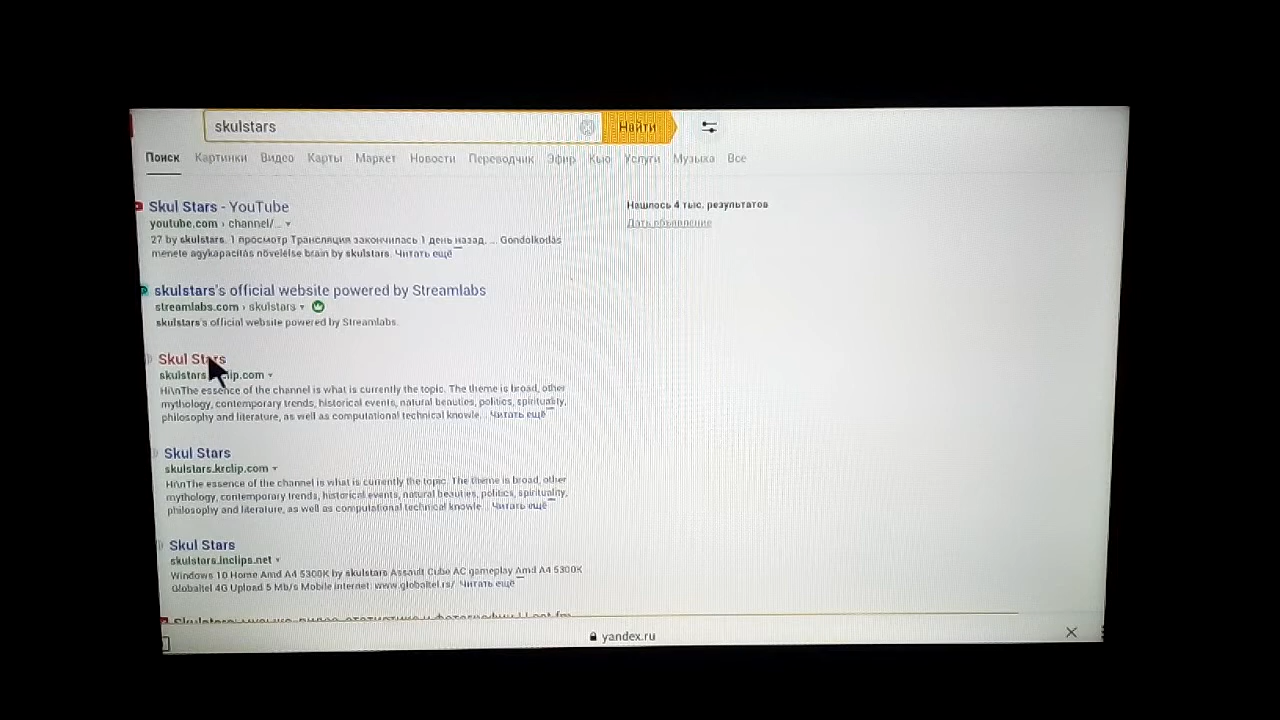 skulstars
Найти
Поиск Картинки Видео Карты Маркет Новости Переводчик Эфир Кью Услуги Музыка Все
Skul Stars - YouTube
youtube.com › channel/...
27 by skulstars. 1 просмотр Трансляция закончилась 1 день назад. ... Gondolkodás
menete agykapacitás növelélse.brain by skulstars. Читать ещё
Нашлось 4 тыс. результатов
Дать объявление
skulstars's official website powered by Streamlabs
streamlabs.com › skulstars
skulstars's official website powered by Streamlabs.
Skul Stars
skulstars. clip.com
Hi\nThe essence of the channel is what is currently the topic. The theme is broad, other
mythology, contemporary trends, historical events, natural beauties, politics, spirituality,
philosophy and literature, as well as computational technical knowle... Читать ещё
Skul Stars
skulstars.krclip.com
Hi\nThe essence of the channel is what is currently the topic. The theme is broad, other
mythology, contemporary trends, historical events, natural beauties, politics, spirituality,
philosophy and literature, as well as computational technical knowle... Читать ещё
Skul Stars
skulstars.inclips.net
Windows 10 Home Amd A4 5300K by skulstars Assault Cube AC gameplay Amd A4 5300K
Globaltel 4G Upload 5 Mb/s Mobile internet: www.globaltel.rs/ Читать ещё
yandex.ru